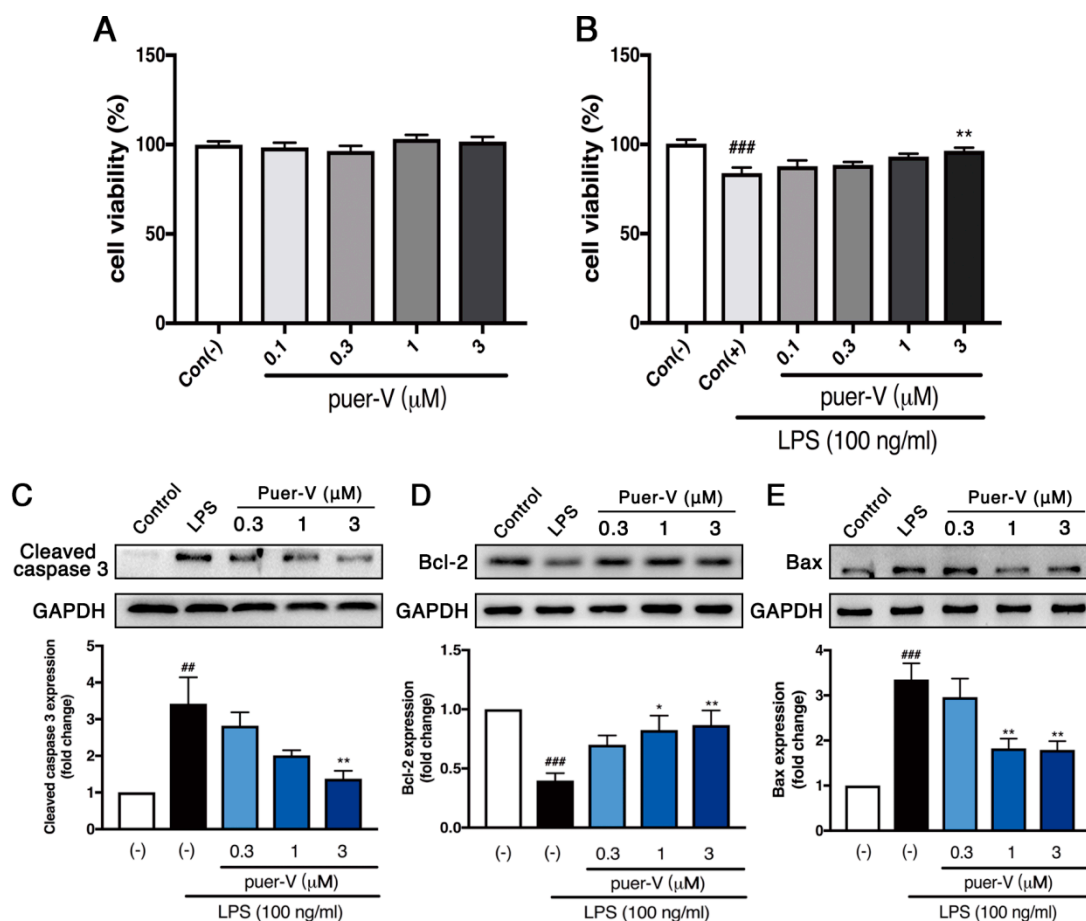 A
cell viability (%)
150
100
50
0
Con(-)
0.1
0.3
1
3
puer-V (μM)
B
cell viability (%)
150
100
50
0
###
**
Con(-)
Con(+)
0.1
0.3
1
3
puer-V (μM)
LPS (100 ng/ml)
C
Control
LPS
Puer-V (μM)
0.3 1 3
Cleaved
caspase 3
GAPDH
Cleaved caspase 3 expression
(fold change)
5
4
3
2
1
0
##
**
(-) (-) 0.3 1 3
puer-V (μM)
LPS (100 ng/ml)
D
Control
LPS
Puer-V (μM)
0.3 1 3
Bcl-2
GAPDH
Bcl-2 expression
(fold change)
1.5
1.0
0.5
0.0
###
*
**
(-) (-) 0.3 1 3
puer-V (μM)
LPS (100 ng/ml)
E
Control
LPS
Puer-V (μM)
0.3 1 3
Bax
GAPDH
Bax expression
(fold change)
4
3
2
1
0
###
**
**
(-) (-) 0.3 1 3
puer-V (μM)
LPS (100 ng/ml)